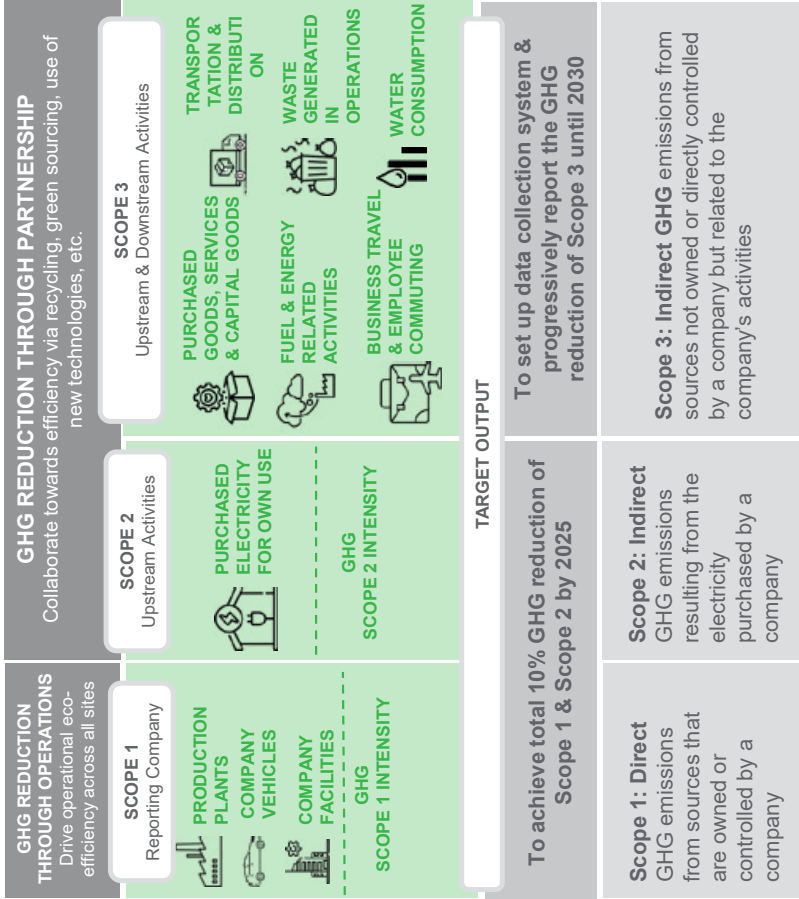 GHG REDUCTION
THROUGH OPERATIONS
Drive operational eco-
efficiency across all sites
GHG REDUCTION THROUGH PARTNERSHIP
Collaborate towards efficiency via recycling, green sourcing, use of
new technologies, etc.
SCOPE 1
Reporting Company
PRODUCTION
PLANTS
COMPANY
VEHICLES
COMPANY
FACILITIES
GHG
SCOPE 1 INTENSITY
SCOPE 2
Upstream Activities
PURCHASED
ELECTRICITY
FOR OWN USE
GHG
SCOPE 2 INTENSITY
SCOPE 3
Upstream & Downstream Activities
PURCHASED
GOODS, SERVICES
& CAPITAL GOODS
TRANSPOR
TATION &
DISTRIBUTI
ON
FUEL & ENERGY
RELATED
ACTIVITIES
WASTE
GENERATED
IN
OPERATIONS
BUSINESS TRAVEL
& EMPLOYEE
COMMUTING
WATER
CONSUMPTION
TARGET OUTPUT
To achieve total 10% GHG reduction of
Scope 1 & Scope 2 by 2025
To set up data collection system &
progressively report the GHG
reduction of Scope 3 until 2030
Scope 1: Direct
GHG emissions
from sources that
are owned or
controlled by a
company
Scope 2: Indirect
GHG emissions
resulting from the
electricity
purchased by a
company
Scope 3: Indirect GHG emissions from
sources not owned or directly controlled
by a company but related to the
company's activities